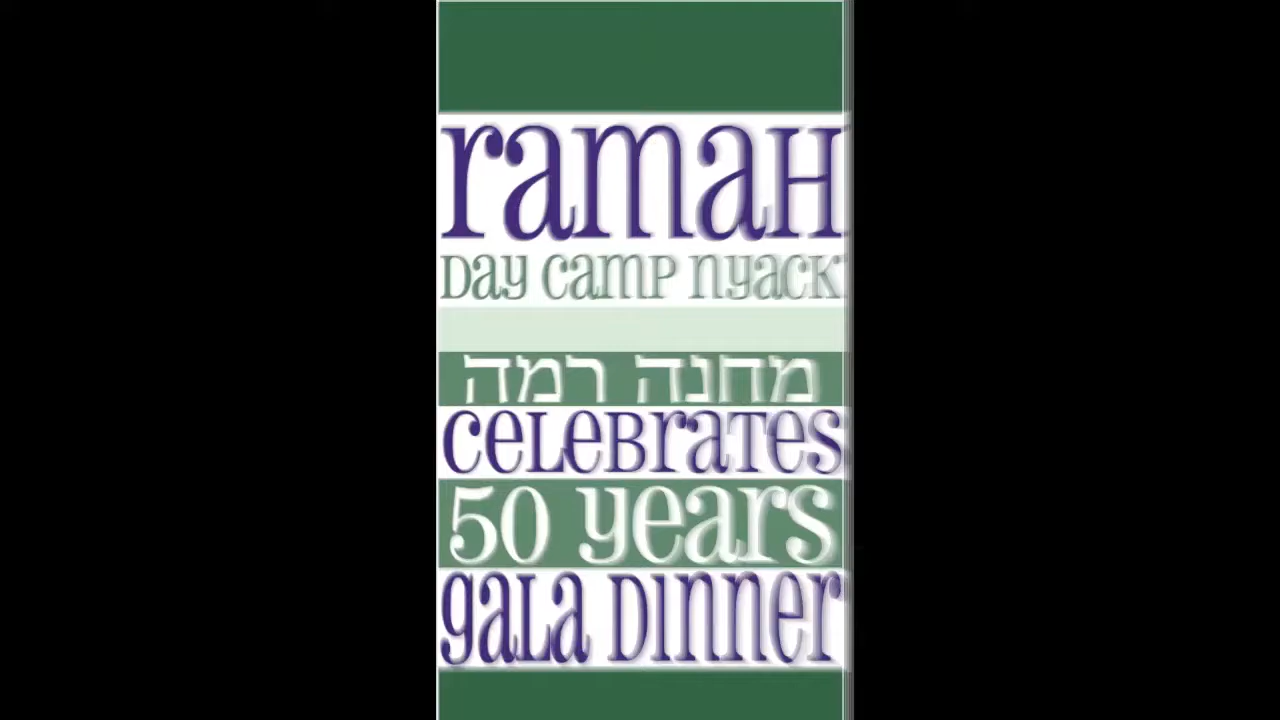 ramah
Day Camp Nyack
מחנה רמה
celebrates
50 years
gala Dinner